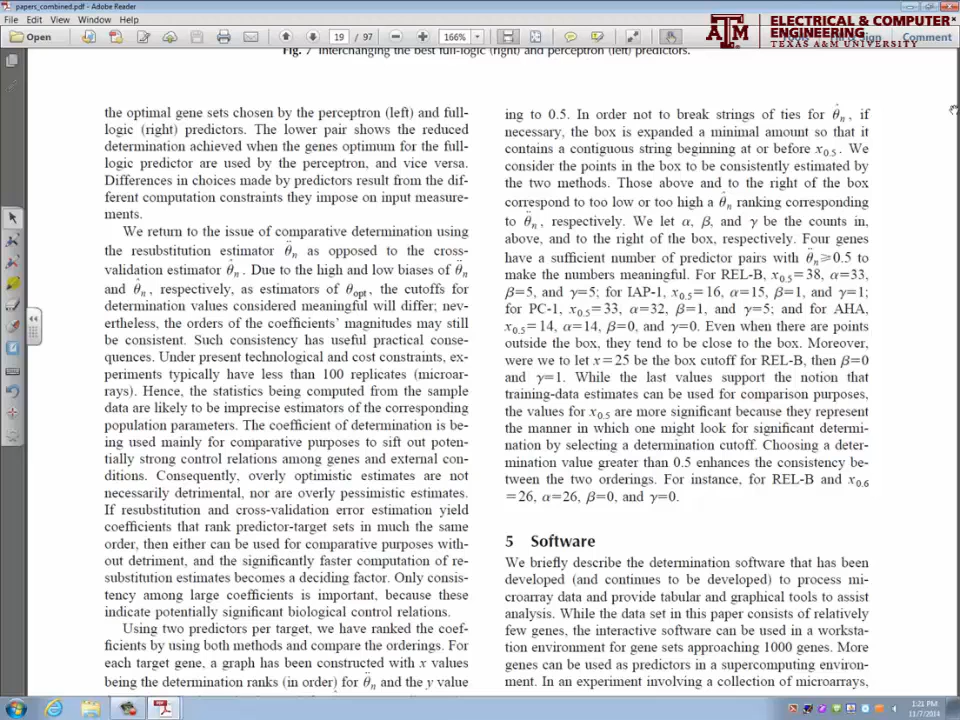 papers_combined.pdf - Adobe Reader
File Edit View Window Help
Open
19 / 97
166%
Comment
ELECTRICAL & COMPUTER
ENGINEERING
TEXAS A&M UNIVERSITY
Fig. 7 Interchanging the best full-logic (right) and perceptron (left) predictors.
the optimal gene sets chosen by the perceptron (left) and full-
logic (right) predictors. The lower pair shows the reduced
determination achieved when the genes optimum for the full-
logic predictor are used by the perceptron, and vice versa.
Differences in choices made by predictors result from the dif-
ferent computation constraints they impose on input measure-
ments.
We return to the issue of comparative determination using
the resubstitution estimator θ̈n as opposed to the cross-
validation estimator θ̂n. Due to the high and low biases of θ̈n
and θ̂n, respectively, as estimators of θopt, the cutoffs for
determination values considered meaningful will differ; nev-
ertheless, the orders of the coefficients' magnitudes may still
be consistent. Such consistency has useful practical conse-
quences. Under present technological and cost constraints, ex-
periments typically have less than 100 replicates (microar-
rays). Hence, the statistics being computed from the sample
data are likely to be imprecise estimators of the corresponding
population parameters. The coefficient of determination is be-
ing used mainly for comparative purposes to sift out poten-
tially strong control relations among genes and external con-
ditions. Consequently, overly optimistic estimates are not
necessarily detrimental, nor are overly pessimistic estimates.
If resubstitution and cross-validation error estimation yield
coefficients that rank predictor-target sets in much the same
order, then either can be used for comparative purposes with-
out detriment, and the significantly faster computation of re-
substitution estimates becomes a deciding factor. Only consis-
tency among large coefficients is important, because these
indicate potentially significant biological control relations.
Using two predictors per target, we have ranked the coef-
ficients by using both methods and compare the orderings. For
each target gene, a graph has been constructed with x values
being the determination ranks (in order) for θ̈n and the y value
ing to 0.5. In order not to break strings of ties for θ̂n, if
necessary, the box is expanded a minimal amount so that it
contains a contiguous string beginning at or before x0.5. We
consider the points in the box to be consistently estimated by
the two methods. Those above and to the right of the box
correspond to too low or too high a θ̂n ranking corresponding
to θ̈n, respectively. We let α, β, and γ be the counts in,
above, and to the right of the box, respectively. Four genes
have a sufficient number of predictor pairs with θ̈n⩾0.5 to
make the numbers meaningful. For REL-B, x0.5=38, α=33,
β=5, and γ=5; for IAP-1, x0.5=16, α=15, β=1, and γ=1;
for PC-1, x0.5=33, α=32, β=1, and γ=5; and for AHA,
x0.5=14, α=14, β=0, and γ=0. Even when there are points
outside the box, they tend to be close to the box. Moreover,
were we to let x=25 be the box cutoff for REL-B, then β=0
and γ=1. While the last values support the notion that
training-data estimates can be used for comparison purposes,
the values for x0.5 are more significant because they represent
the manner in which one might look for significant determi-
nation by selecting a determination cutoff. Choosing a deter-
mination value greater than 0.5 enhances the consistency be-
tween the two orderings. For instance, for REL-B and x0.6
=26, α=26, β=0, and γ=0.
5 Software
We briefly describe the determination software that has been
developed (and continues to be developed) to process mi-
croarray data and provide tabular and graphical tools to assist
analysis. While the data set in this paper consists of relatively
few genes, the interactive software can be used in a worksta-
tion environment for gene sets approaching 1000 genes. More
genes can be used as predictors in a supercomputing environ-
ment. In an experiment involving a collection of microarrays,
1:21 PM
11/7/2014